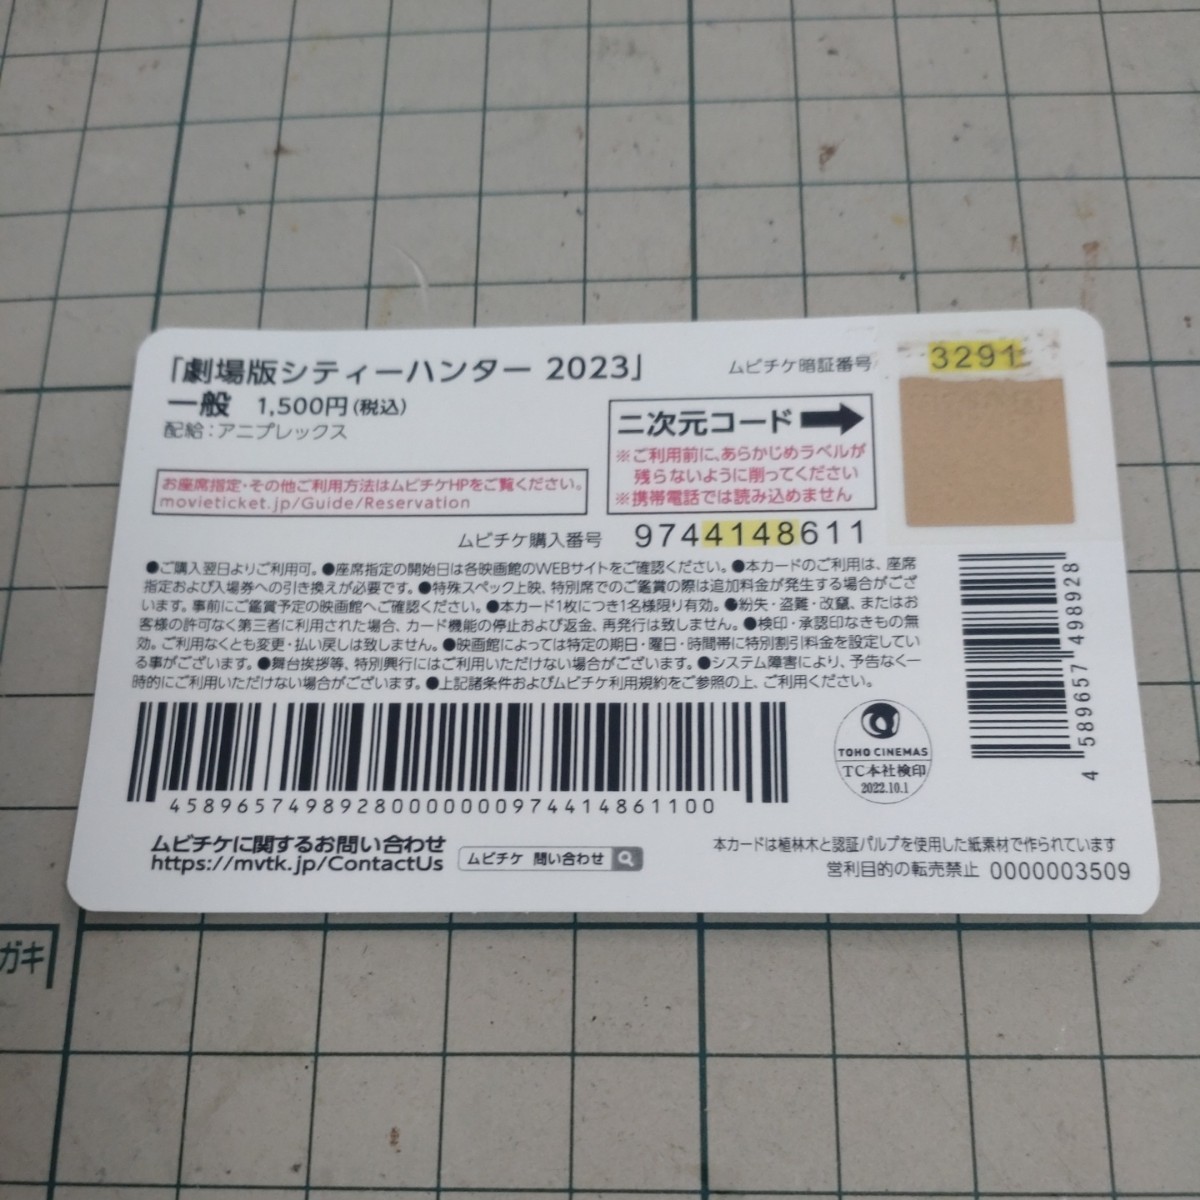 「劇場版シティーハンター 2023」
一般 1,500円(税込)
配給:アニプレックス
ムビチケ暗証番号 3291
二次元コード
※ご利用前に、あらかじめラベルが
残らないように削ってください
※携帯電話では読み込めません
お座席指定・その他ご利用方法はムビチケHPをご覧ください。
movieticket.jp/Guide/Reservation
ムビチケ購入番号 9744148611
●ご購入翌日よりご利用可。●座席指定の開始日は各映画館のWEBサイトをご確認ください。●本カードのご利用は、座席
指定および入場券への引き換えが必要です。●特殊スペック上映、特別席でのご鑑賞の際は追加料金が発生する場合がござ
います。事前にご鑑賞予定の映画館へご確認ください。●本カード1枚につき1名様限り有効。●紛失・盗難・改竄、またはお
客様の許可なく第三者に利用された場合、カード機能の停止および返金、再発行は致しません。●検印・承認印なきもの無
効。ご利用なくとも変更・払い戻しは致しません。●映画館によっては特定の期日・曜日・時間帯に特別割引料金を設定してい
る事がございます。●舞台挨拶等、特別興行にはご利用いただけない場合がございます。●システム障害により、予告なく一
時的にご利用いただけない場合がございます。●上記諸条件およびムビチケ利用規約をご参照の上、ご利用ください。
4589657498928000000097441486 1100
4 589657 498928
TOHO CINEMAS
TC本社検印
2022.10.1
ムビチケに関するお問い合わせ
https://mvtk.jp/ContactUs
ムビチケ 問い合わせ
本カードは植林木と認証パルプを使用した紙素材で作られています
営利目的の転売禁止 0000003509
ガキ